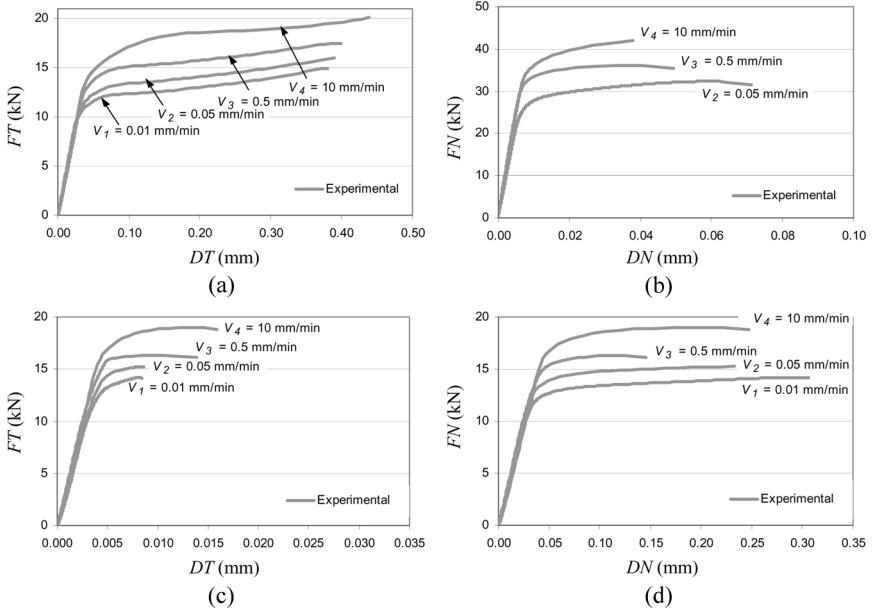 20
15
10
5
0
FT (kN)
V4 = 10 mm/min
V3 = 0.5 mm/min
V2 = 0.05 mm/min
V1 = 0.01 mm/min
Experimental
0.00 0.10 0.20 0.30 0.40 0.50
DT (mm)
(a)
50
40
30
20
10
0
FN (kN)
V4 = 10 mm/min
V3 = 0.5 mm/min
V2 = 0.05 mm/min
Experimental
0.00 0.02 0.04 0.06 0.08 0.10
DN (mm)
(b)
20
15
10
5
0
FT (kN)
V4 = 10 mm/min
V3 = 0.5 mm/min
V2 = 0.05 mm/min
V1 = 0.01 mm/min
Experimental
0.000 0.005 0.010 0.015 0.020 0.025 0.030 0.035
DT (mm)
(c)
20
15
10
5
0
FN (kN)
V4 = 10 mm/min
V3 = 0.5 mm/min
V2 = 0.05 mm/min
V1 = 0.01 mm/min
Experimental
0.00 0.05 0.10 0.15 0.20 0.25 0.30 0.35
DN (mm)
(d)